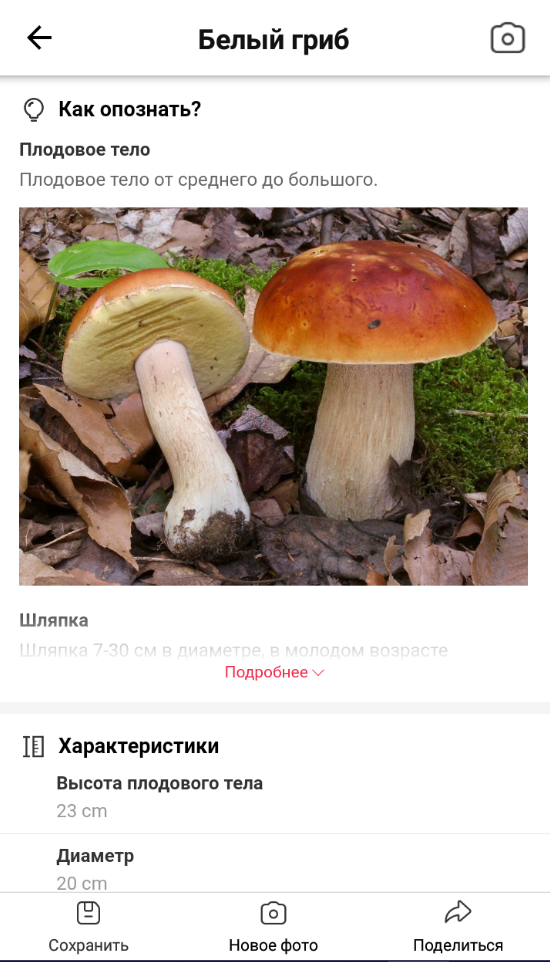 Белый гриб
Как опознать?
Плодовое тело
Плодовое тело от среднего до большого.
Шляпка
Шляпка 7-30 см в диаметре, в молодом возрасте
Подробнее
Характеристики
Высота плодового тела
23 cm
Диаметр
20 cm
Сохранить
Новое фото
Поделиться